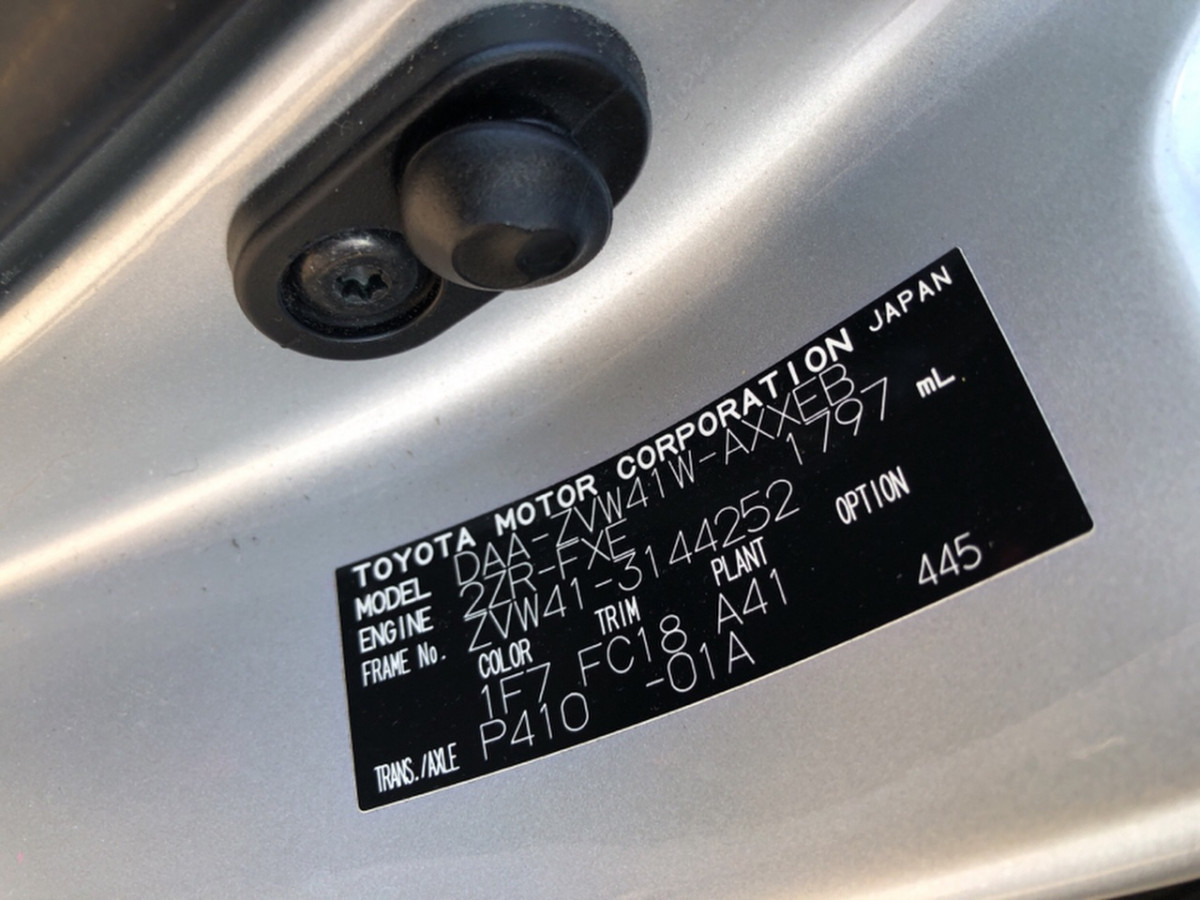 TOYOTA MOTOR CORPORATION JAPAN
MODEL DAA-ZVW41W-AXXEB
ENGINE 2ZR-FXE 1797 mL
FRAME No. ZVW41-3144252
COLOR TRIM PLANT OPTION
1F7 FC18 A41 445
TRANS./AXLE P410 -01A